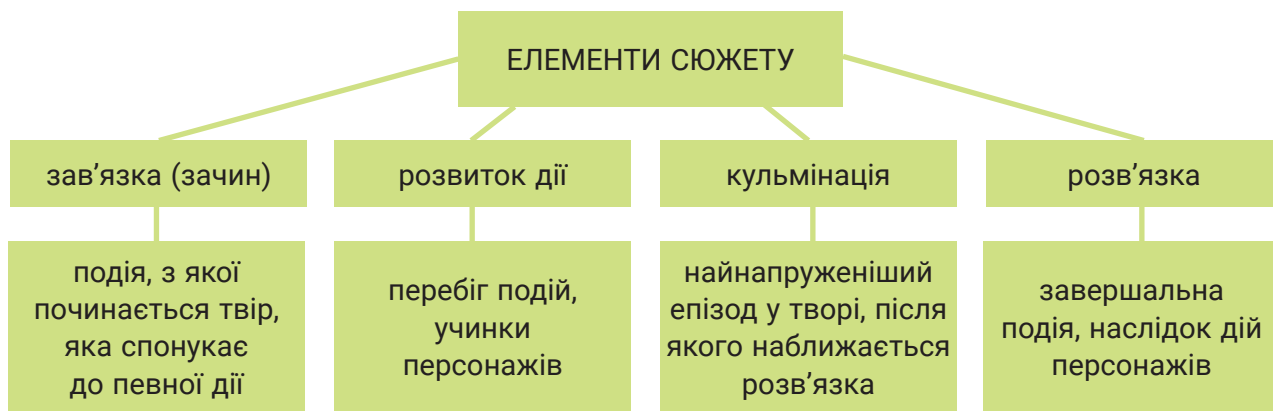 ЕЛЕМЕНТИ СЮЖЕТУ
зав’язка (зачин)
розвиток дії
кульмінація
розв’язка
подія, з якої
починається твір,
яка спонукає
до певної дії
перебіг подій,
учинки
персонажів
найнапруженіший
епізод у творі, після
якого наближається
розв’язка
завершальна
подія, наслідок дій
персонажів